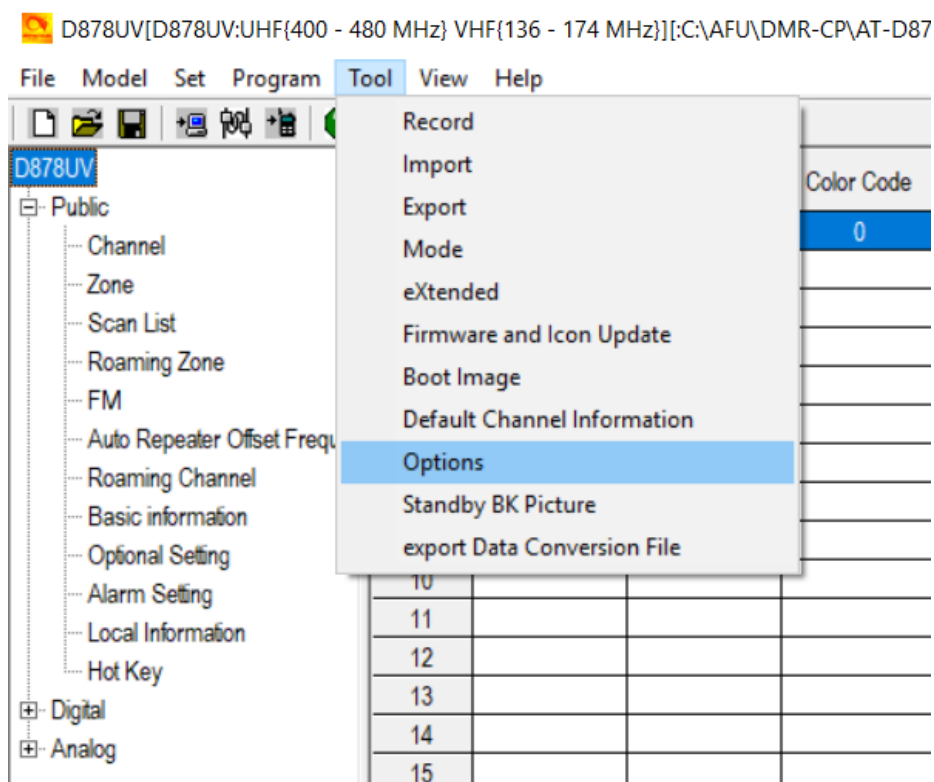 D878UV[D878UV:UHF{400 - 480 MHz} VHF{136 - 174 MHz}][:C:\AFU\DMR-CP\AT-D87
File Model Set Program Tool View Help
D878UV
Public
Channel
Zone
Scan List
Roaming Zone
FM
Auto Repeater Offset Frequ
Roaming Channel
Basic information
Optional Setting
Alarm Setting
Local Information
Hot Key
Digital
Analog
Record
Import
Export
Mode
eXtended
Firmware and Icon Update
Boot Image
Default Channel Information
Options
Standby BK Picture
export Data Conversion File
Color Code
0
10
11
12
13
14
15